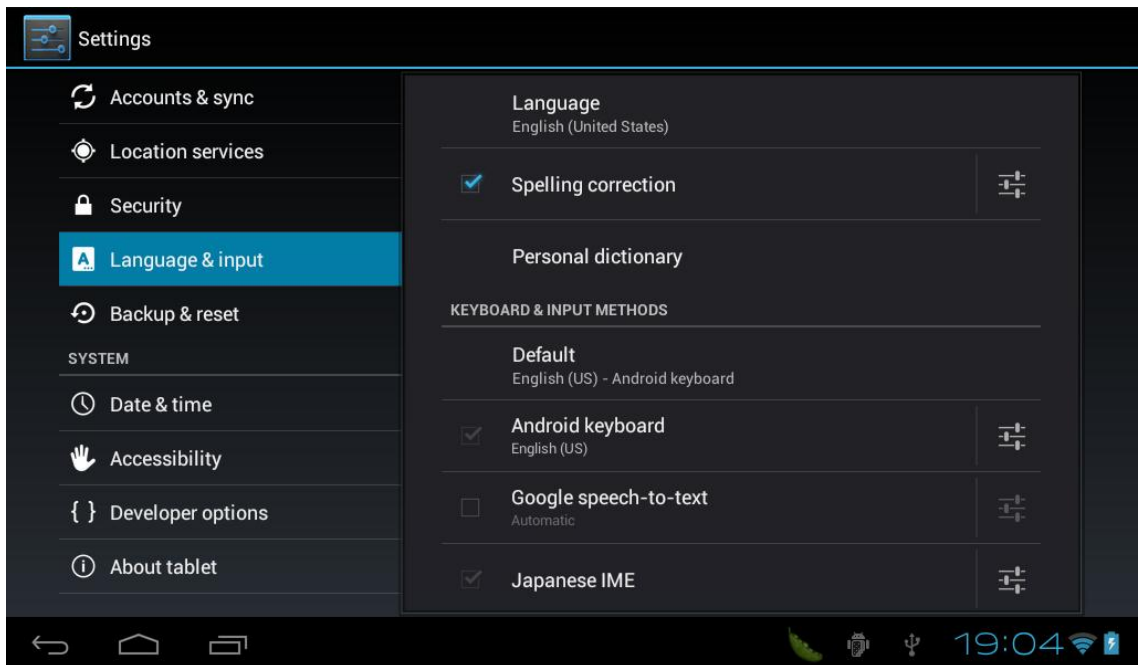 Settings
Accounts & sync
Location services
Security
Language & input
Backup & reset
SYSTEM
Date & time
Accessibility
{ } Developer options
About tablet
Language
English (United States)
Spelling correction
Personal dictionary
KEYBOARD & INPUT METHODS
Default
English (US) - Android keyboard
Android keyboard
English (US)
Google speech-to-text
Automatic
Japanese IME
19:04